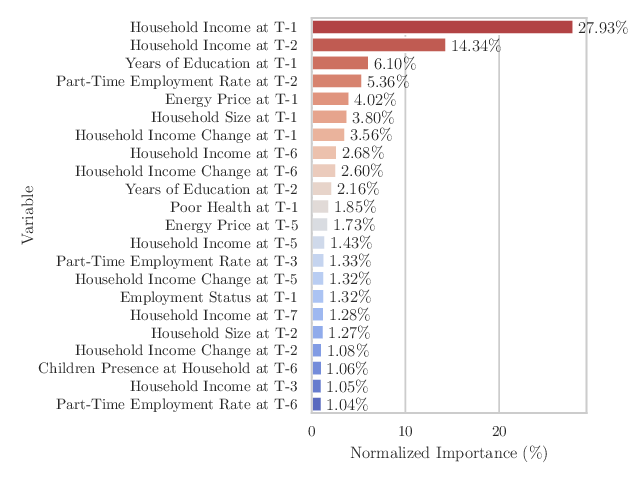 Household Income at T-1 27.93%
Household Income at T-2 14.34%
Years of Education at T-1 6.10%
Part-Time Employment Rate at T-2 5.36%
Energy Price at T-1 4.02%
Household Size at T-1 3.80%
Household Income Change at T-1 3.56%
Household Income at T-6 2.68%
Household Income Change at T-6 2.60%
Years of Education at T-2 2.16%
Poor Health at T-1 1.85%
Energy Price at T-5 1.73%
Household Income at T-5 1.43%
Part-Time Employment Rate at T-3 1.33%
Household Income Change at T-5 1.32%
Employment Status at T-1 1.32%
Household Income at T-7 1.28%
Household Size at T-2 1.27%
Household Income Change at T-2 1.08%
Children Presence at Household at T-6 1.06%
Household Income at T-3 1.05%
Part-Time Employment Rate at T-6 1.04%
Variable
0 10 20
Normalized Importance (%)